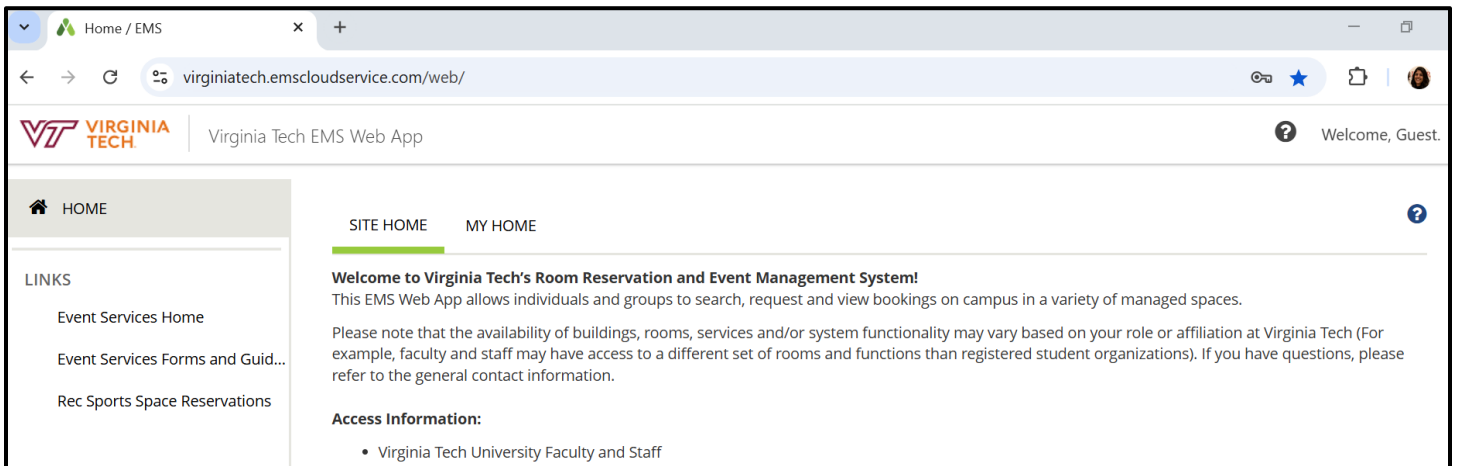 Home / EMS
virginiatech.emscloudservice.com/web/
VT VIRGINIA TECH.
Virginia Tech EMS Web App
Welcome, Guest.
HOME
SITE HOME
MY HOME
LINKS
Event Services Home
Event Services Forms and Guid...
Rec Sports Space Reservations
Welcome to Virginia Tech's Room Reservation and Event Management System!
This EMS Web App allows individuals and groups to search, request and view bookings on campus in a variety of managed spaces.
Please note that the availability of buildings, rooms, services and/or system functionality may vary based on your role or affiliation at Virginia Tech (For
example, faculty and staff may have access to a different set of rooms and functions than registered student organizations). If you have questions, please
refer to the general contact information.
Access Information:
• Virginia Tech University Faculty and Staff